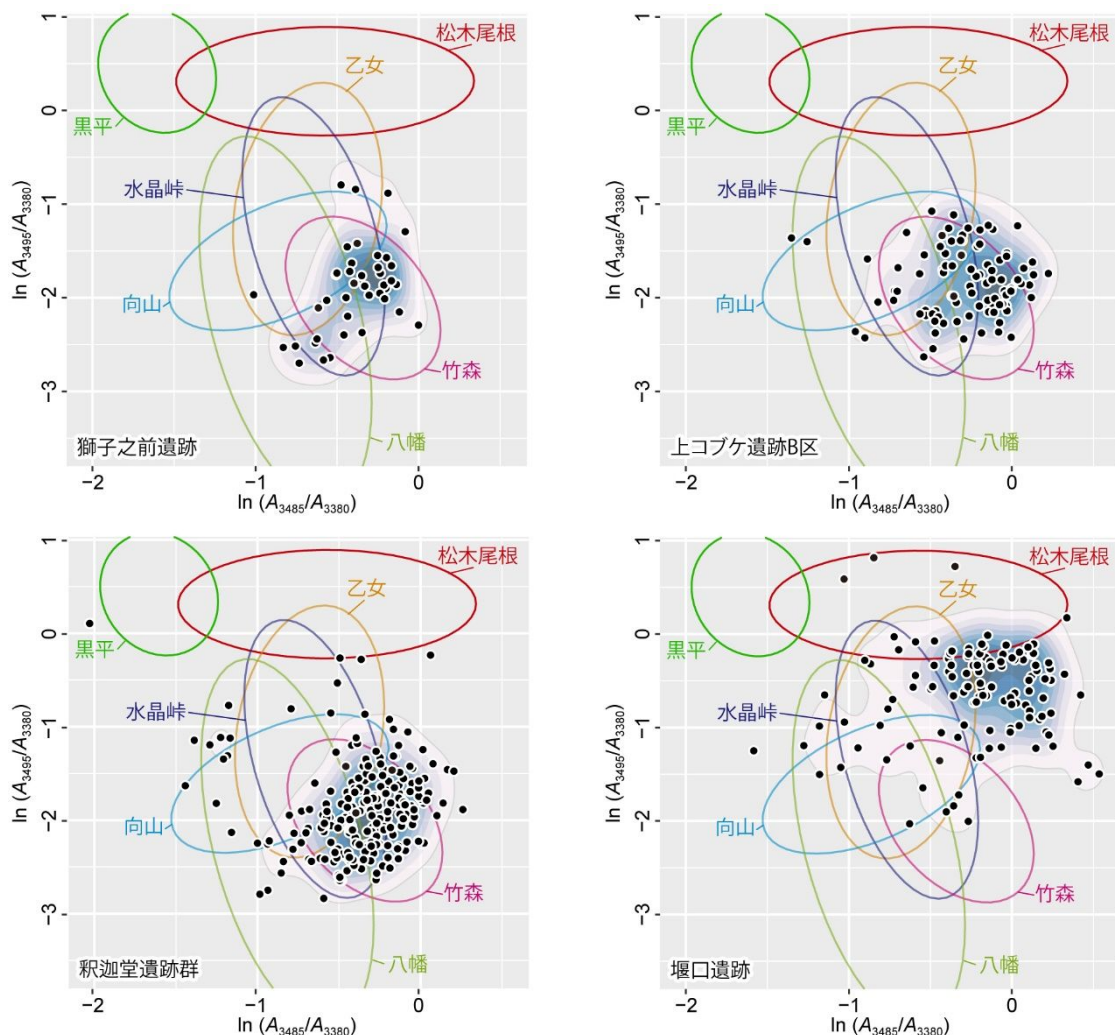 1
0
−1
−2
−3
ln (A3495/A3380)
松木尾根
乙女
黒平
水晶峠
向山
竹森
八幡
獅子之前遺跡
−2
−1
0
ln (A3485/A3380)
1
0
−1
−2
−3
ln (A3495/A3380)
松木尾根
乙女
黒平
水晶峠
向山
竹森
八幡
上コブケ遺跡B区
−2
−1
0
ln (A3485/A3380)
1
0
−1
−2
−3
ln (A3495/A3380)
松木尾根
乙女
黒平
水晶峠
向山
竹森
八幡
釈迦堂遺跡群
−2
−1
0
ln (A3485/A3380)
1
0
−1
−2
−3
ln (A3495/A3380)
松木尾根
乙女
黒平
水晶峠
向山
竹森
八幡
堰口遺跡
−2
−1
0
ln (A3485/A3380)